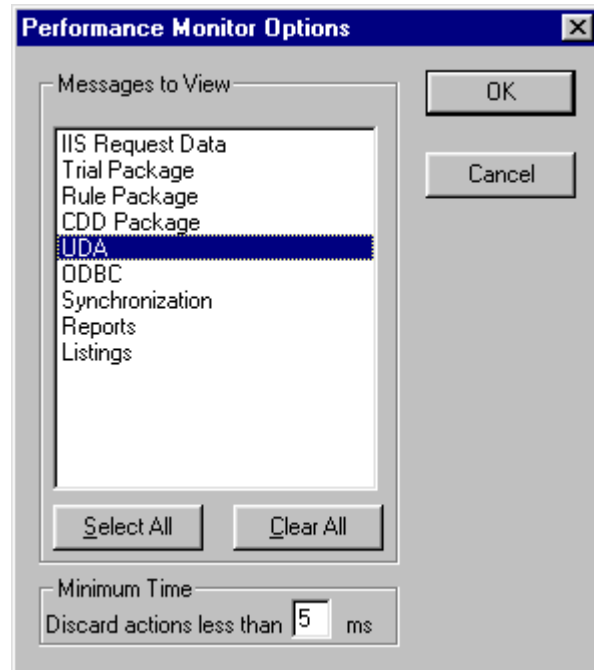 Performance Monitor Options
Messages to View
IIS Request Data
Trial Package
Rule Package
CDD Package
UDA
ODBC
Synchronization
Reports
Listings
Select All
Clear All
OK
Cancel
Minimum Time
Discard actions less than 5 ms